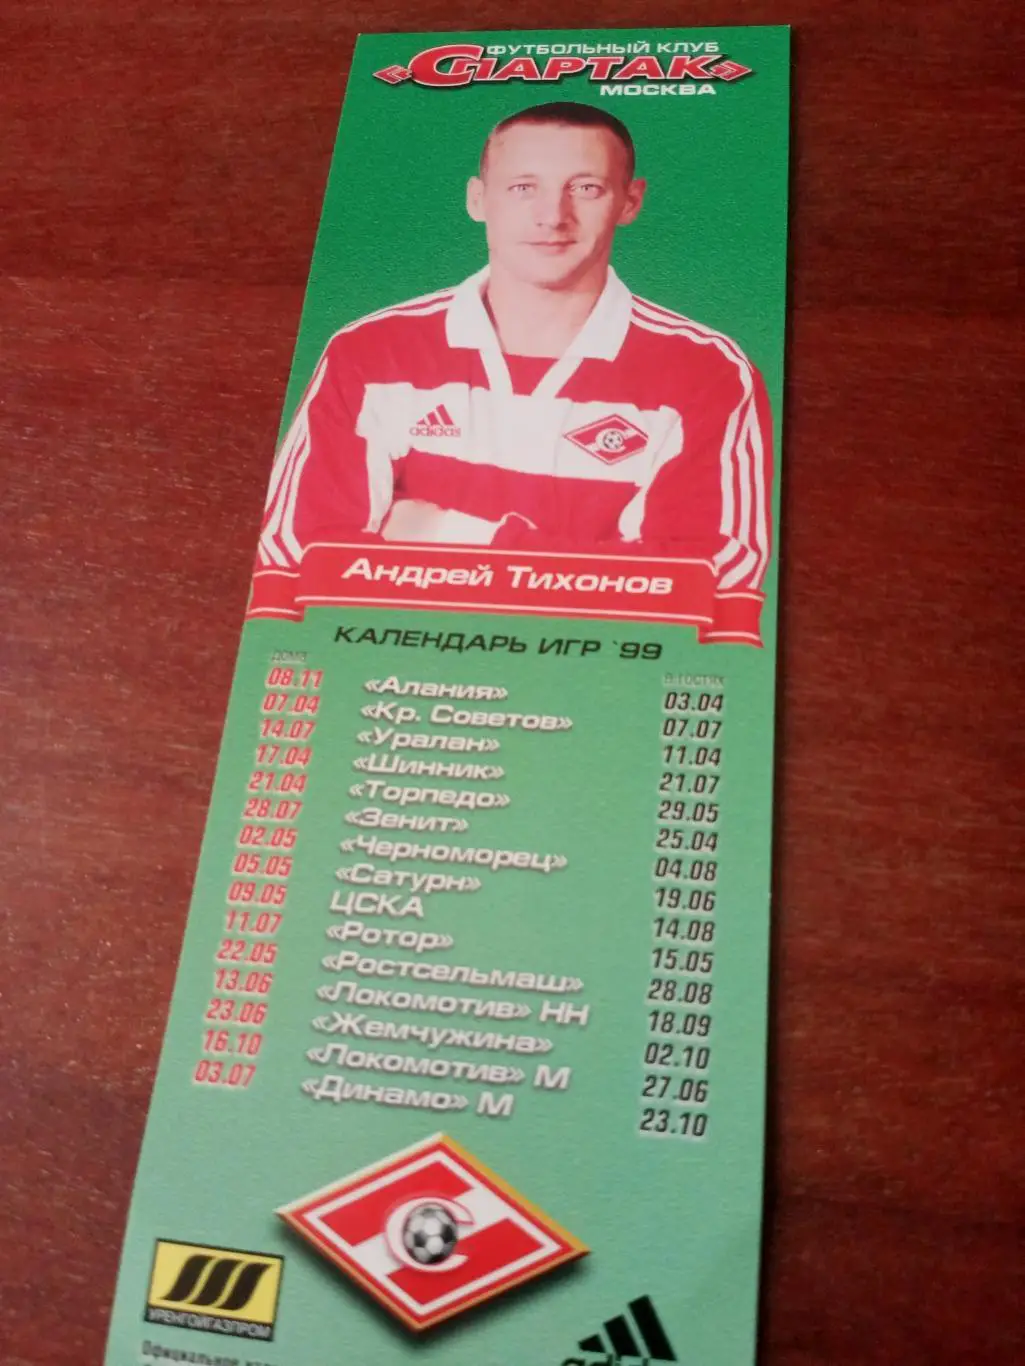 ФУТБОЛЬНЫЙ КЛУБ
«СПАРТАК»
МОСКВА
adidas
Андрей Тихонов
КАЛЕНДАРЬ ИГР `99
дома в гостях
08.11 «Алания» 03.04
07.04 «Кр. Советов» 07.07
14.07 «Уралан» 11.04
17.04 «Шинник» 21.07
21.04 «Торпедо» 29.05
28.07 «Зенит» 25.04
02.05 «Черноморец» 04.08
05.05 «Сатурн» 19.06
09.05 ЦСКА 14.08
11.07 «Ротор» 15.05
22.05 «Ростсельмаш» 28.08
13.06 «Локомотив» НН 18.09
23.06 «Жемчужина» 02.10
16.10 «Локомотив» М 27.06
03.07 «Динамо» М 23.10
С
УРЕНГОЙГАЗПРОМ
adidas
Официальное